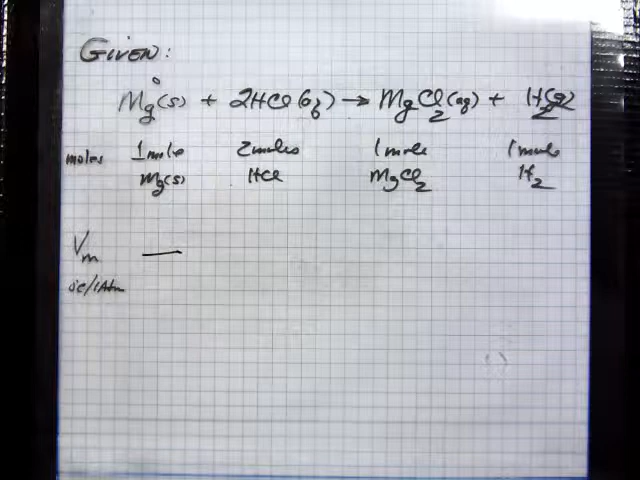 GIVEN:
Mg° (s) + 2HCl(aq) → MgCl2(aq) + H2(g)
moles 1 mole 2 moles 1 mole 1 mole
Mg(s) HCl MgCl2 H2
Vm —
0°C/1Atm